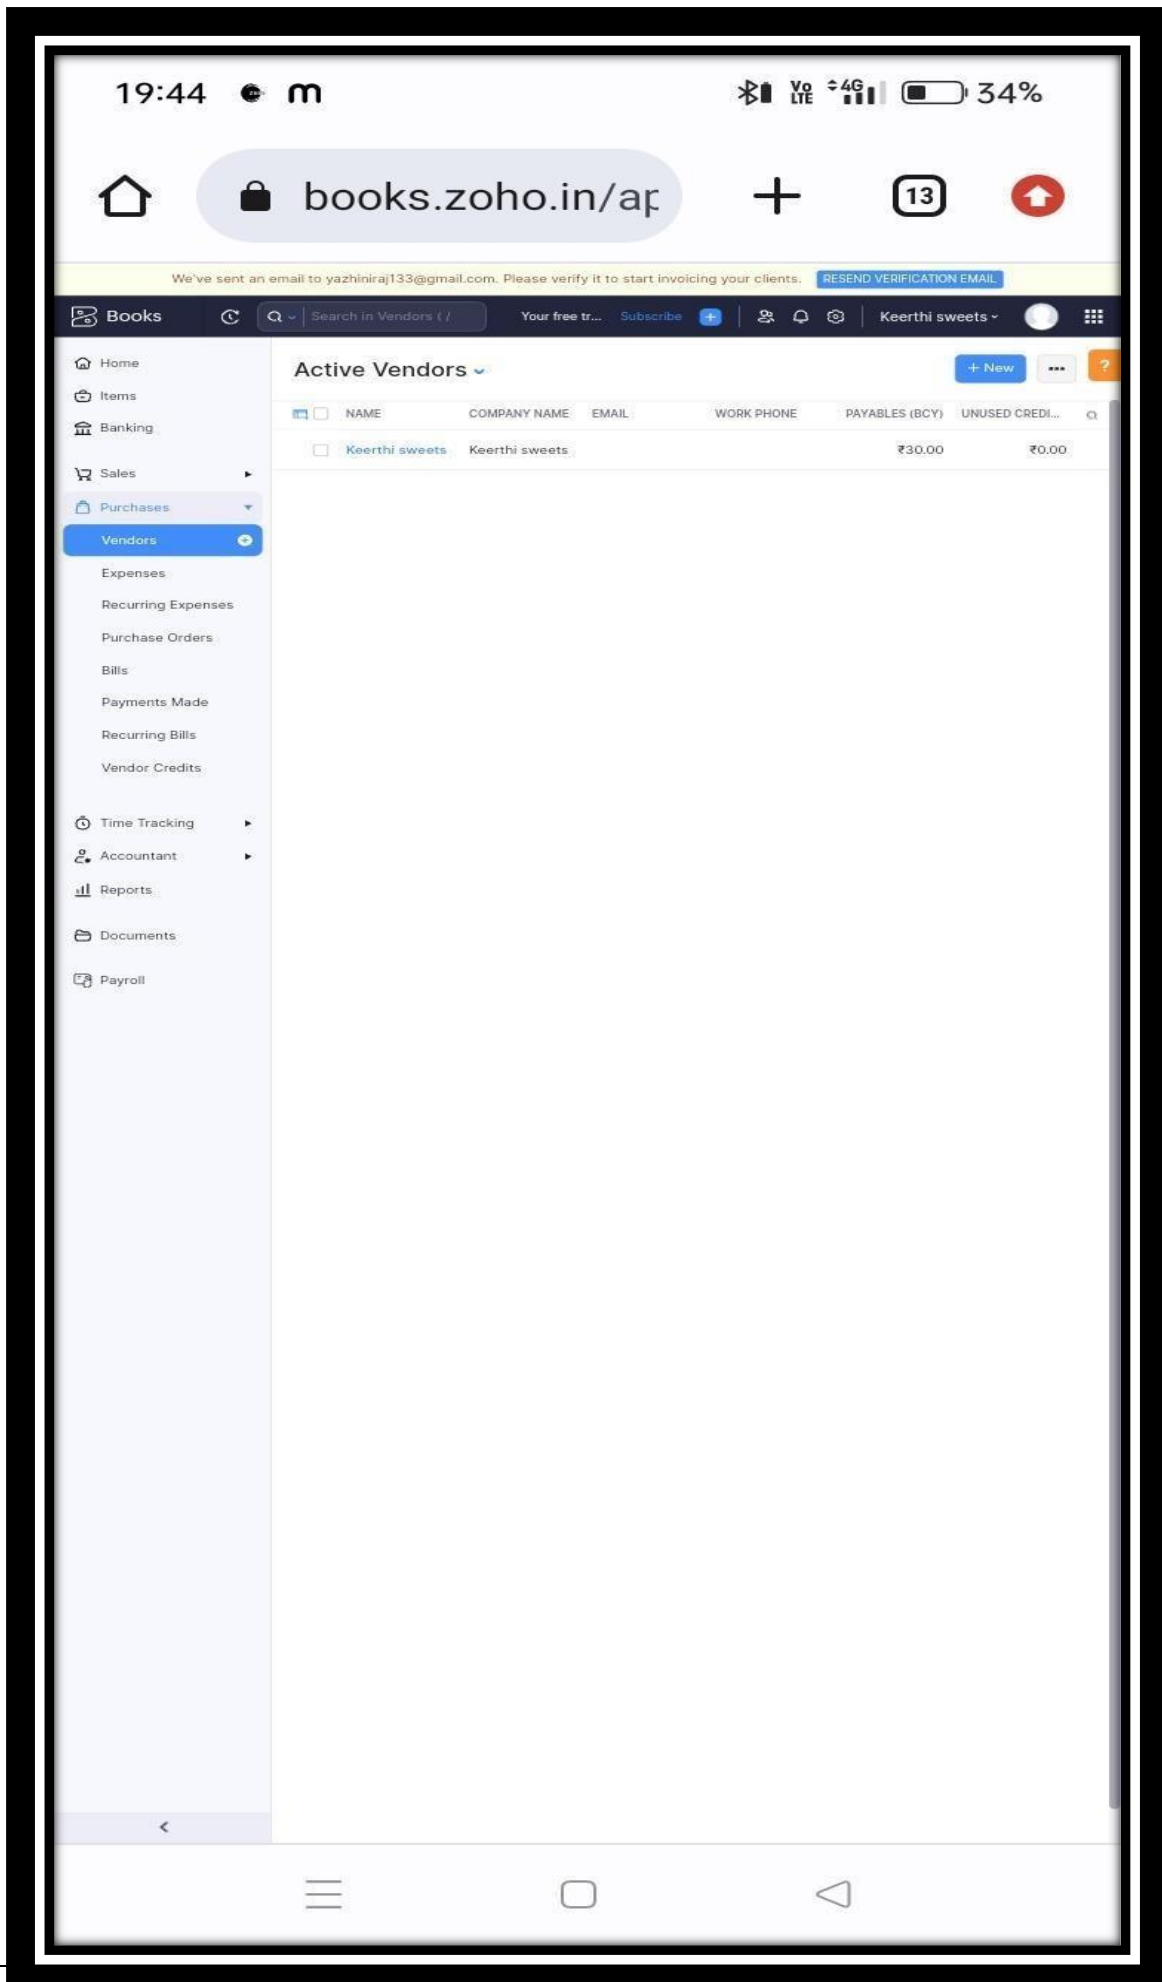 19:44 m Vo LTE 4G 34%
books.zoho.in/ap 13
We've sent an email to yazhiniraj133@gmail.com. Please verify it to start invoicing your clients. RESEND VERIFICATION EMAIL
Books Search in Vendors ( / Your free tr... Subscribe Keerthi sweets
Home
Items
Banking
Sales
Purchases
Vendors
Expenses
Recurring Expenses
Purchase Orders
Bills
Payments Made
Recurring Bills
Vendor Credits
Time Tracking
Accountant
Reports
Documents
Payroll
Active Vendors + New ... ?
NAME COMPANY NAME EMAIL WORK PHONE PAYABLES (BCY) UNUSED CREDI...
Keerthi sweets Keerthi sweets ₹30.00 ₹0.00